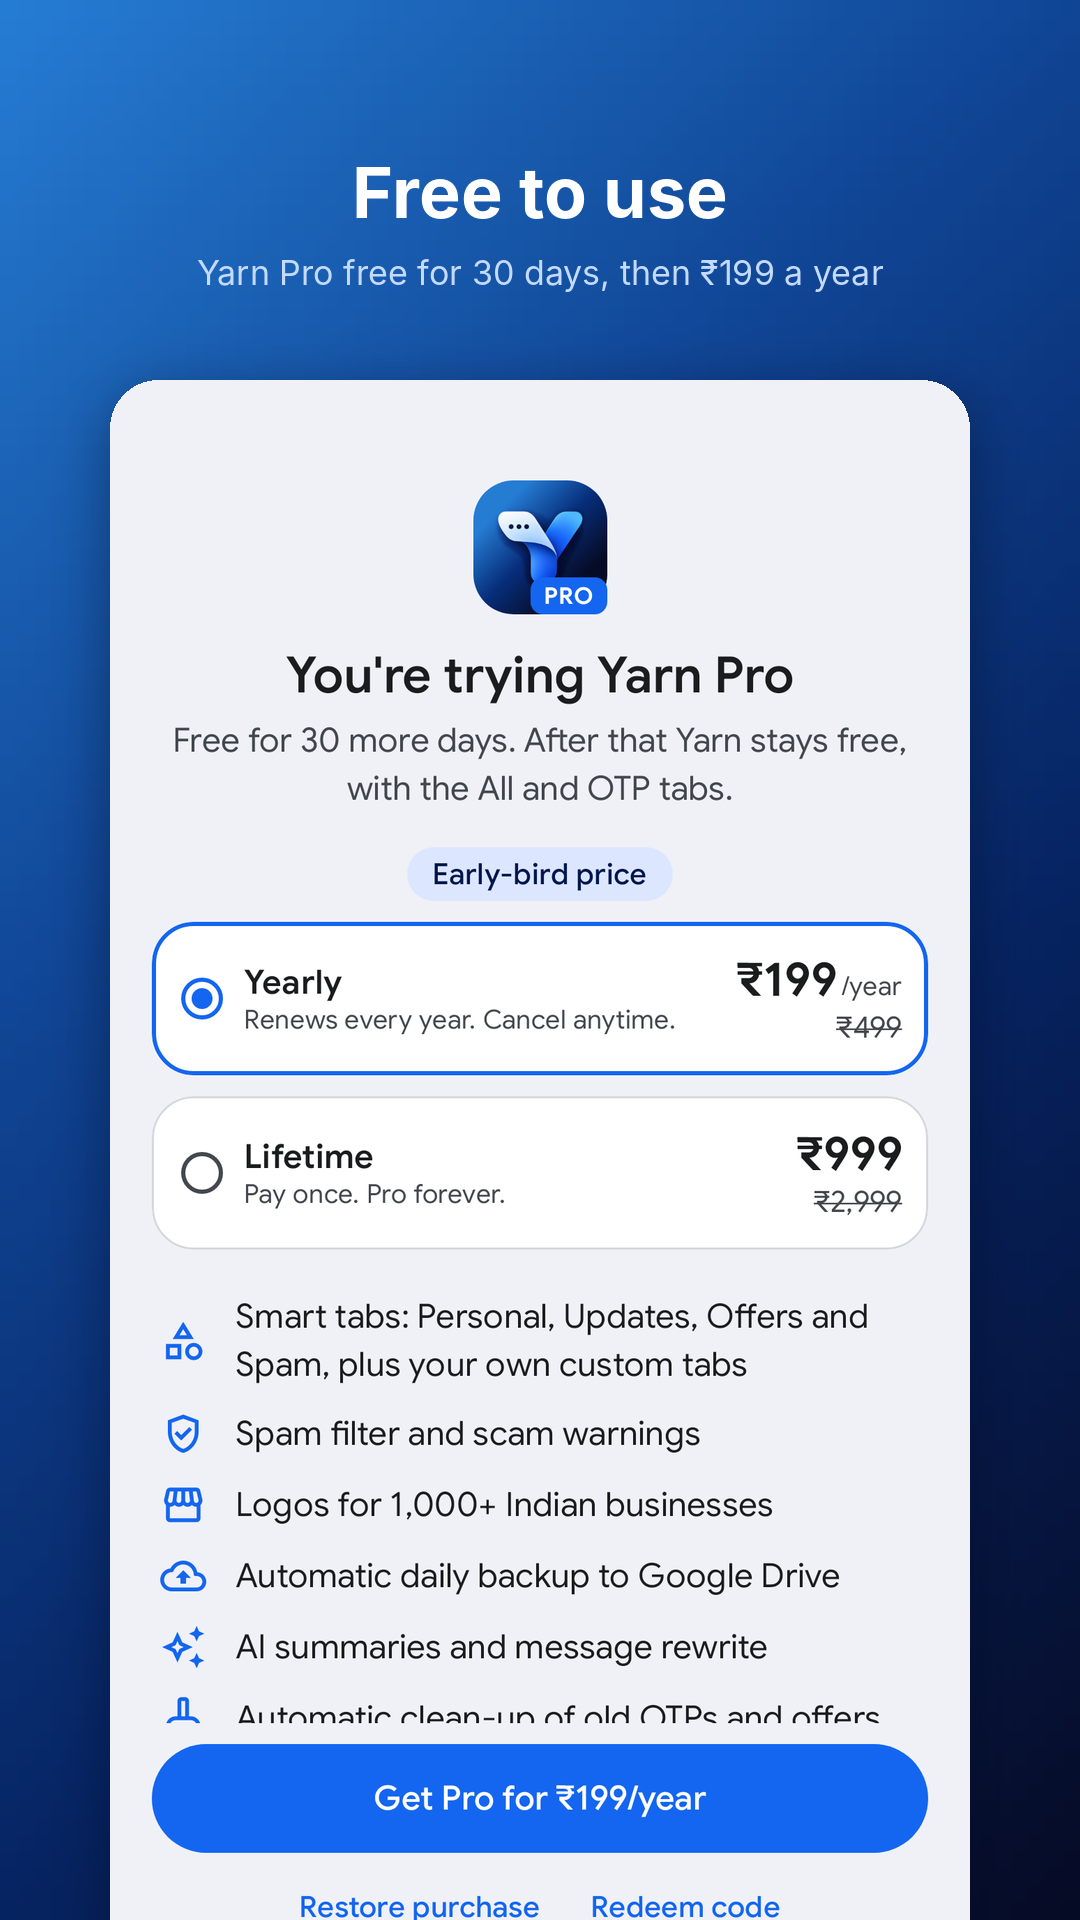 Free to use
Yarn Pro free for 30 days, then ₹199 a year
PRO
You're trying Yarn Pro
Free for 30 more days. After that Yarn stays free,
with the All and OTP tabs.
Early-bird price
Yearly
₹199 /year
Renews every year. Cancel anytime.
₹499
Lifetime
₹999
Pay once. Pro forever.
₹2,999
Smart tabs: Personal, Updates, Offers and
Spam, plus your own custom tabs
Spam filter and scam warnings
Logos for 1,000+ Indian businesses
Automatic daily backup to Google Drive
AI summaries and message rewrite
Automatic clean-up of old OTPs and offers
Get Pro for ₹199/year
Restore purchase Redeem code